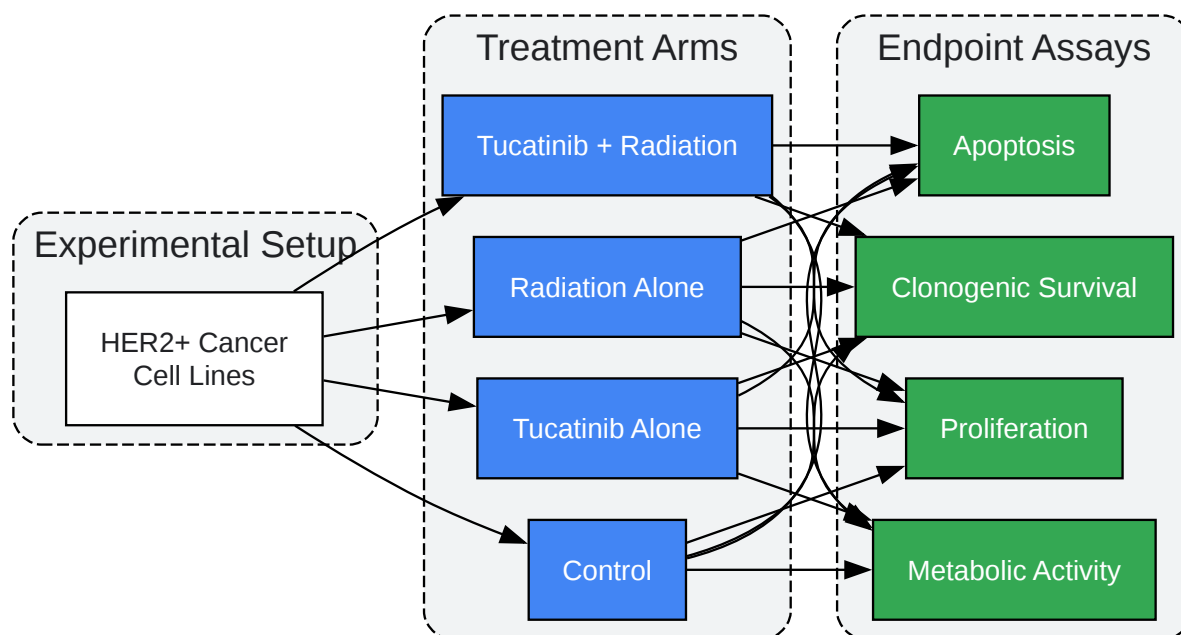 Experimental Setup
HER2+ Cancer
Cell Lines
Treatment Arms
Tucatinib + Radiation
Radiation Alone
Tucatinib Alone
Control
Endpoint Assays
Apoptosis
Clonogenic Survival
Proliferation
Metabolic Activity